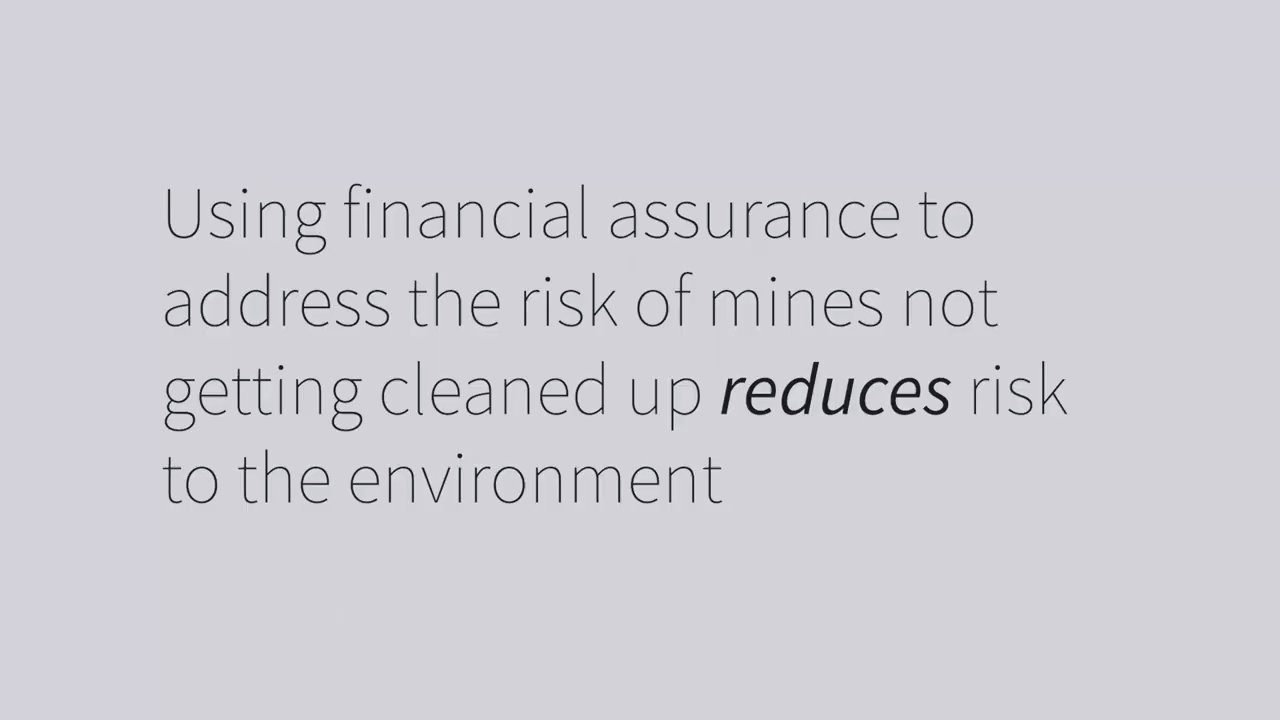 Using financial assurance to
address the risk of mines not
getting cleaned up reduces risk
to the environment